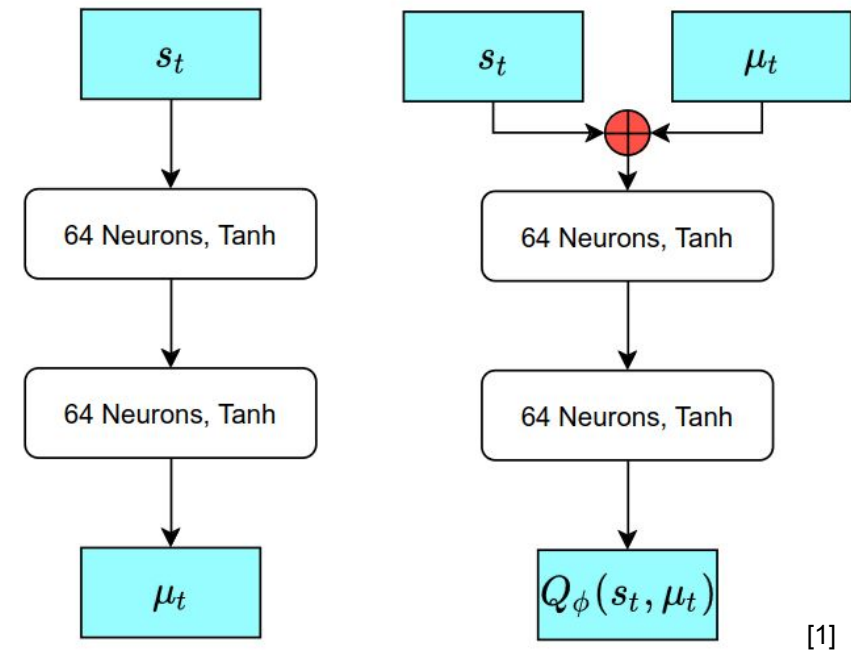 s_t
64 Neurons, Tanh
64 Neurons, Tanh
μ_t
s_t
μ_t
64 Neurons, Tanh
64 Neurons, Tanh
Q_ϕ(s_t, μ_t)
[1]